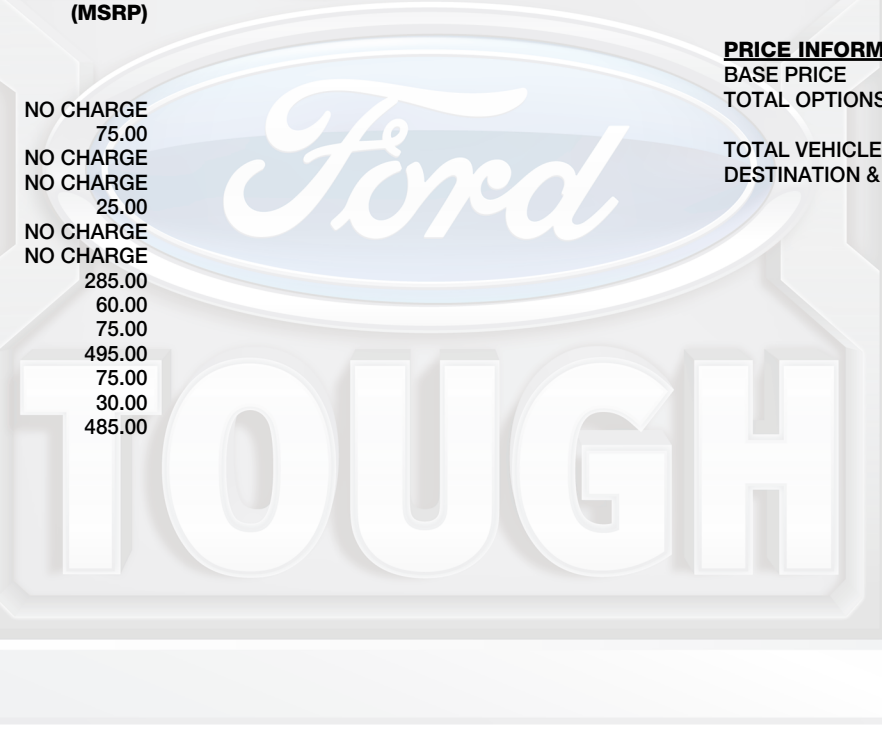 (MSRP)
NO CHARGE
75.00
NO CHARGE
NO CHARGE
25.00
NO CHARGE
NO CHARGE
285.00
60.00
75.00
495.00
75.00
30.00
485.00
PRICE INFORM
BASE PRICE
TOTAL OPTIONS
TOTAL VEHICLE
DESTINATION &
Ford
TOUGH